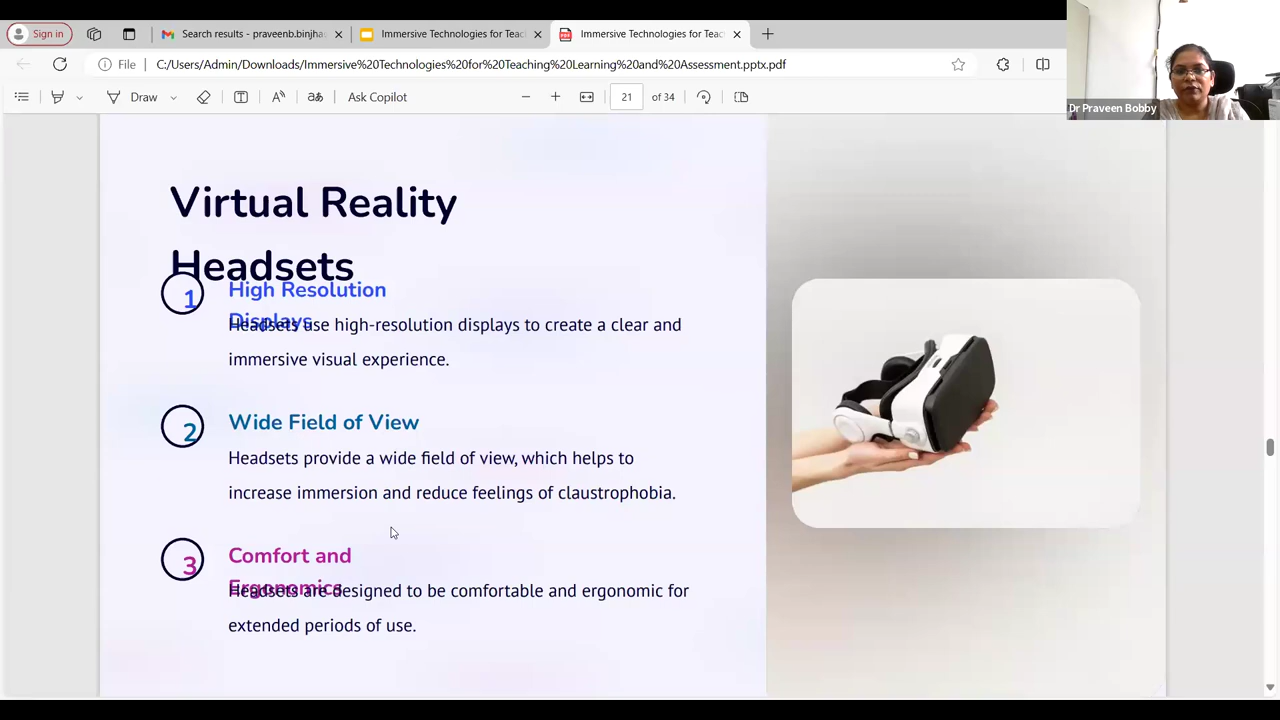 Sign in
Search results - praveenb.binjha
Immersive Technologies for Teac
Immersive Technologies for Teac
File
C:/Users/Admin/Downloads/Immersive%20Technologies%20for%20Teaching%20Learning%20and%20Assessment.pptx.pdf
Draw
Ask Copilot
21 of 34
Dr Praveen Bobby
Virtual Reality
Headsets
1
High Resolution
Displays
Headsets use high-resolution displays to create a clear and
immersive visual experience.
2
Wide Field of View
Headsets provide a wide field of view, which helps to
increase immersion and reduce feelings of claustrophobia.
3
Comfort and
Ergonomics
Headsets are designed to be comfortable and ergonomic for
extended periods of use.